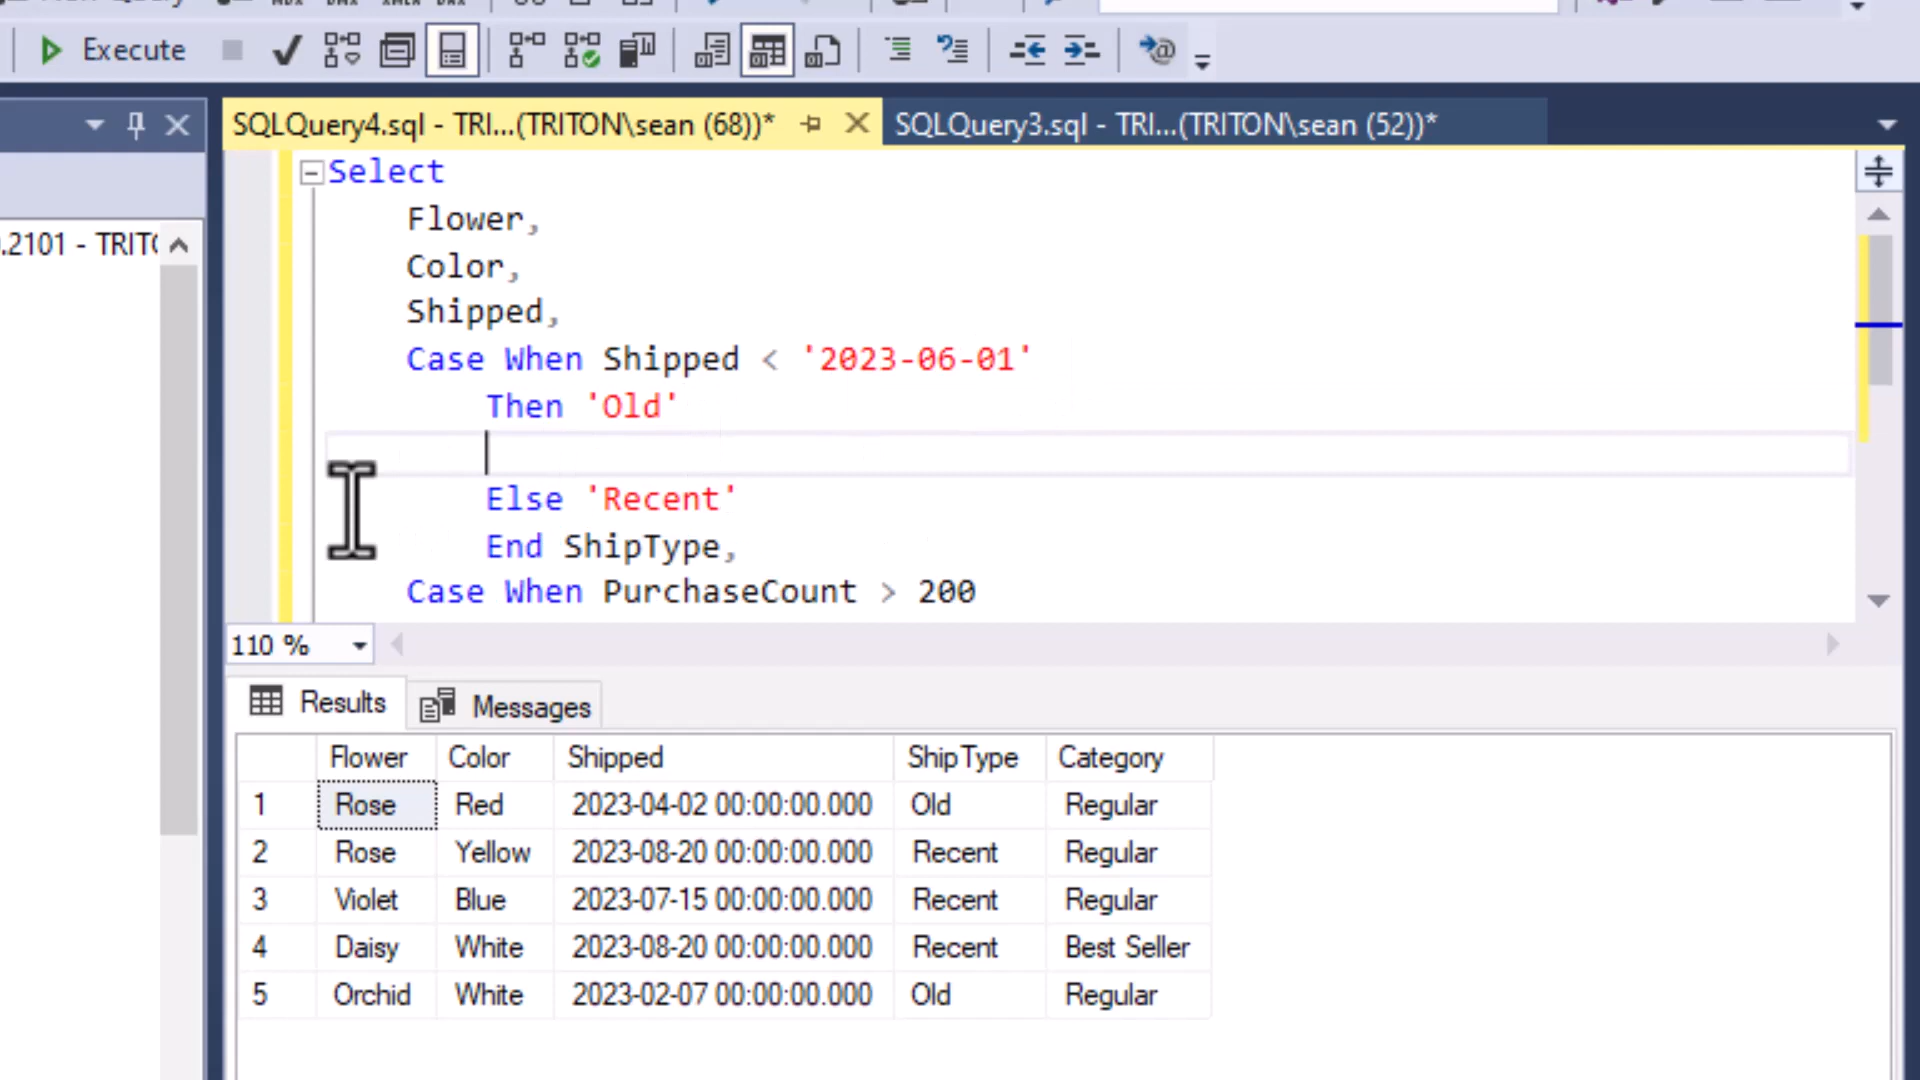 Execute
SQLQuery4.sql - TRI...(TRITON\sean (68))*
SQLQuery3.sql - TRI...(TRITON\sean (52))*
.2101 - TRIT
Select
Flower,
Color,
Shipped,
Case When Shipped < '2023-06-01'
Then 'Old'
Else 'Recent'
End ShipType,
Case When PurchaseCount > 200
110 %
Results
Messages
Flower Color Shipped ShipType Category
1 Rose Red 2023-04-02 00:00:00.000 Old Regular
2 Rose Yellow 2023-08-20 00:00:00.000 Recent Regular
3 Violet Blue 2023-07-15 00:00:00.000 Recent Regular
4 Daisy White 2023-08-20 00:00:00.000 Recent Best Seller
5 Orchid White 2023-02-07 00:00:00.000 Old Regular